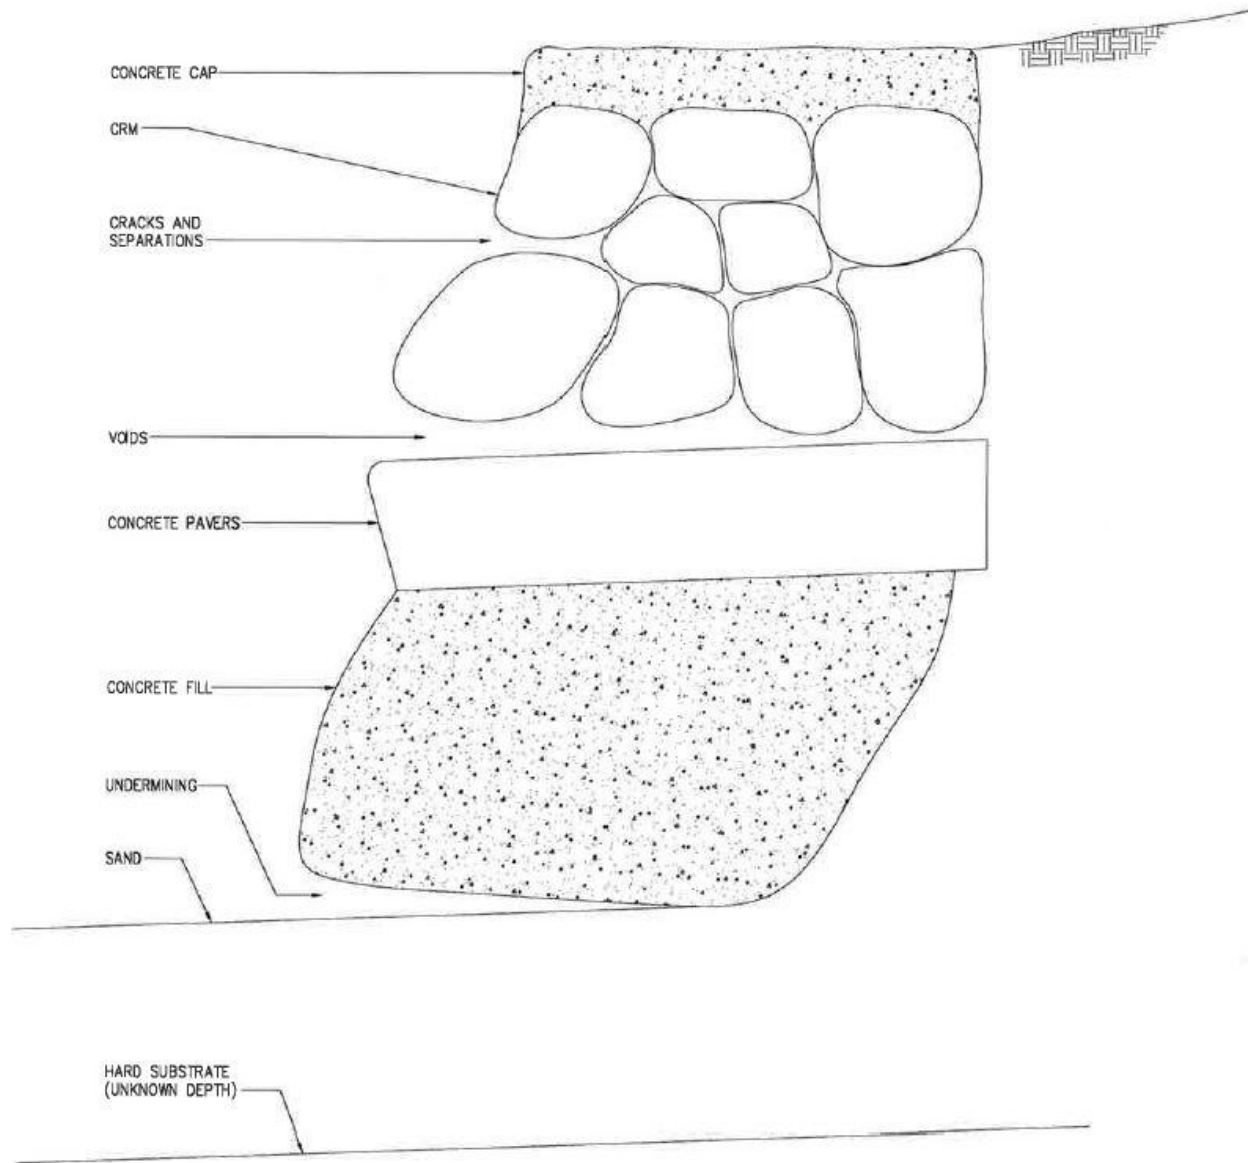 CONCRETE CAP
CRM
CRACKS AND
SEPARATIONS
VOIDS
CONCRETE PAVERS
CONCRETE FILL
UNDERMINING
SAND
HARD SUBSTRATE
(UNKNOWN DEPTH)